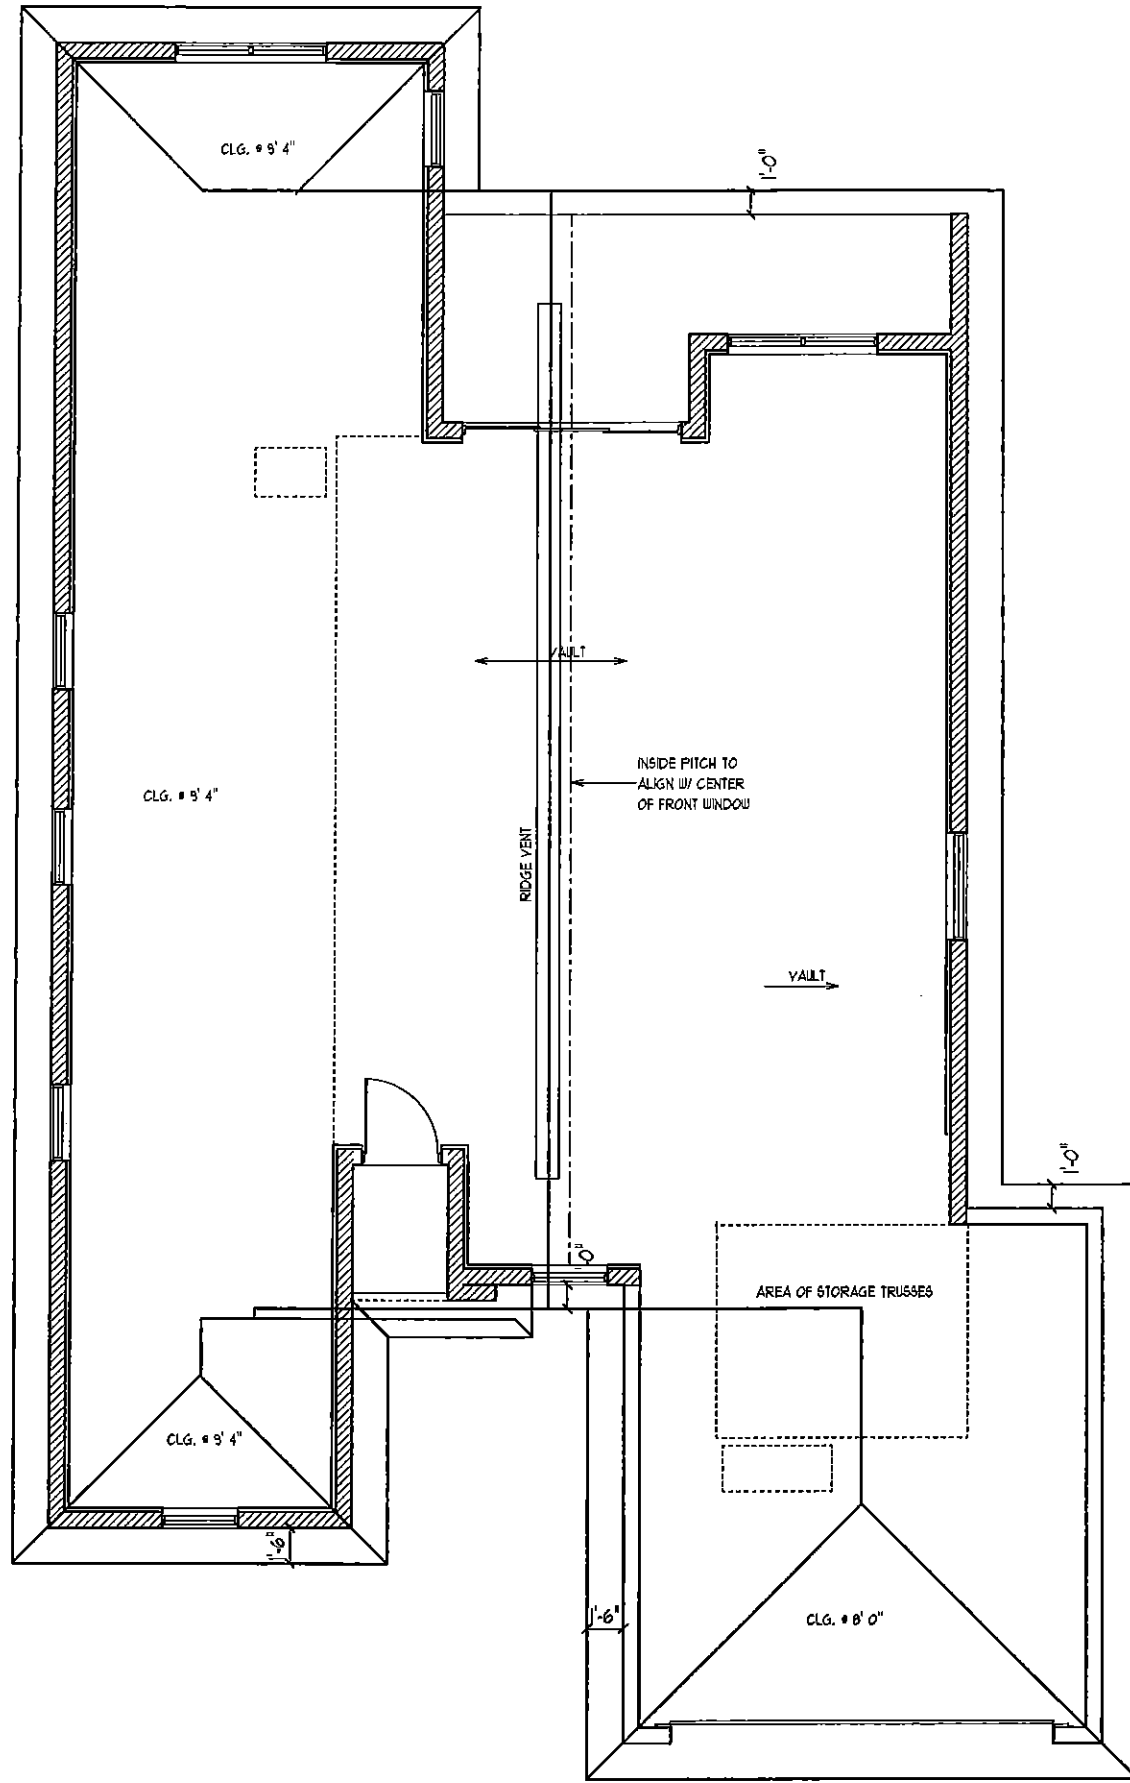 CLG. @ 9' 4"
1'-0"
VAULT
INSIDE PITCH TO
ALIGN W/ CENTER
OF FRONT WINDOW
CLG. @ 9' 4"
RIDGE VENT
VAULT
1'-0"
1'-0"
AREA OF STORAGE TRUSSES
CLG. @ 9' 4"
1'-6"
1'-6"
CLG. @ 8' 0"